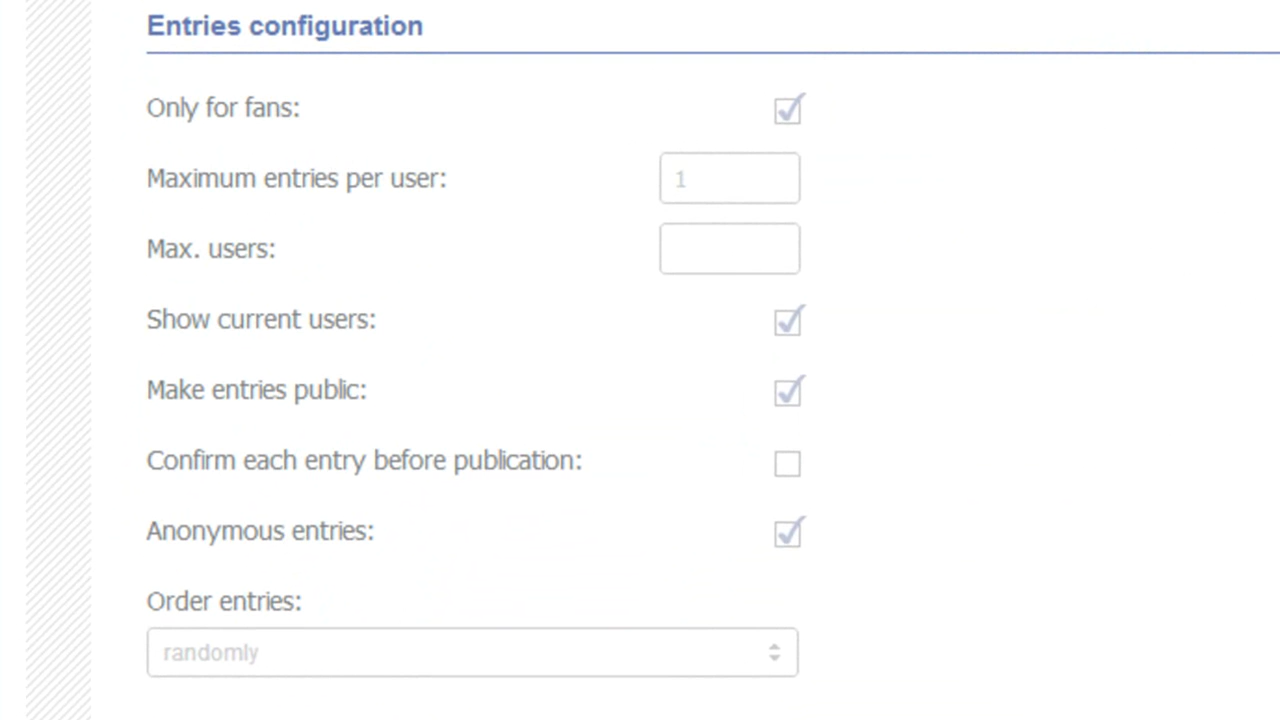 Entries configuration
Only for fans:
Maximum entries per user: 1
Max. users:
Show current users:
Make entries public:
Confirm each entry before publication:
Anonymous entries:
Order entries:
randomly